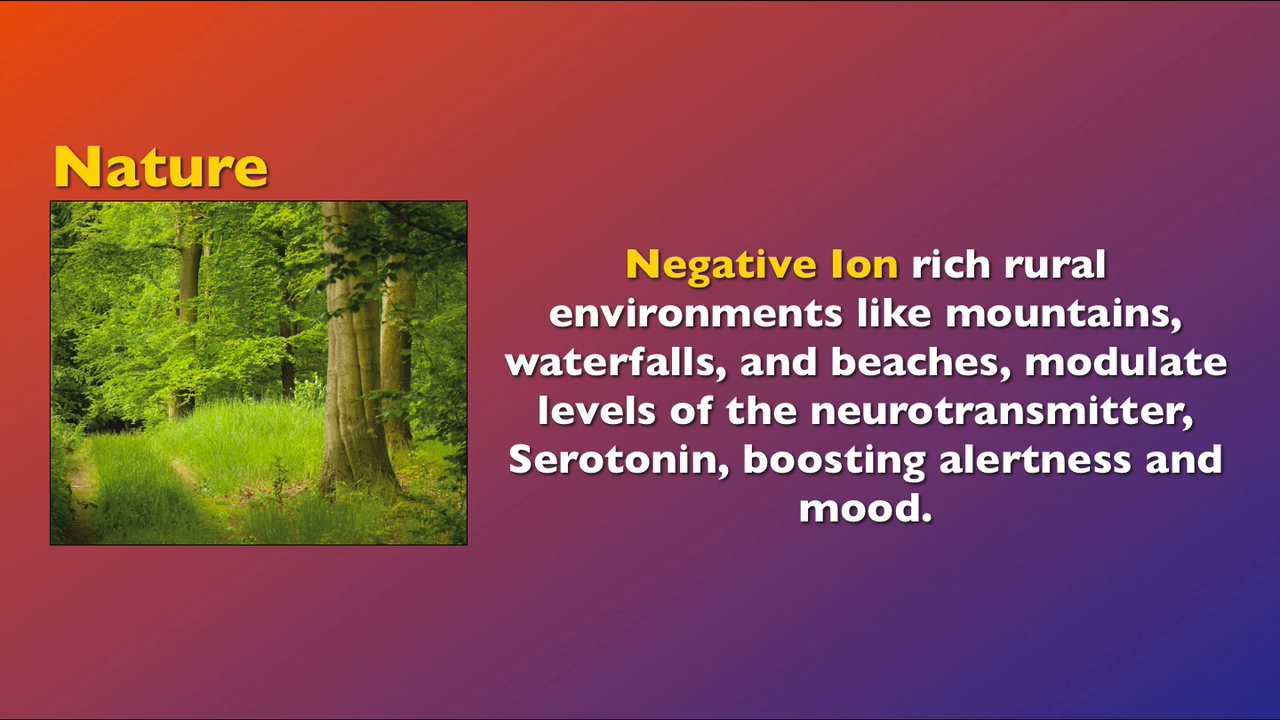 Nature
Negative Ion rich rural
environments like mountains,
waterfalls, and beaches, modulate
levels of the neurotransmitter,
Serotonin, boosting alertness and
mood.